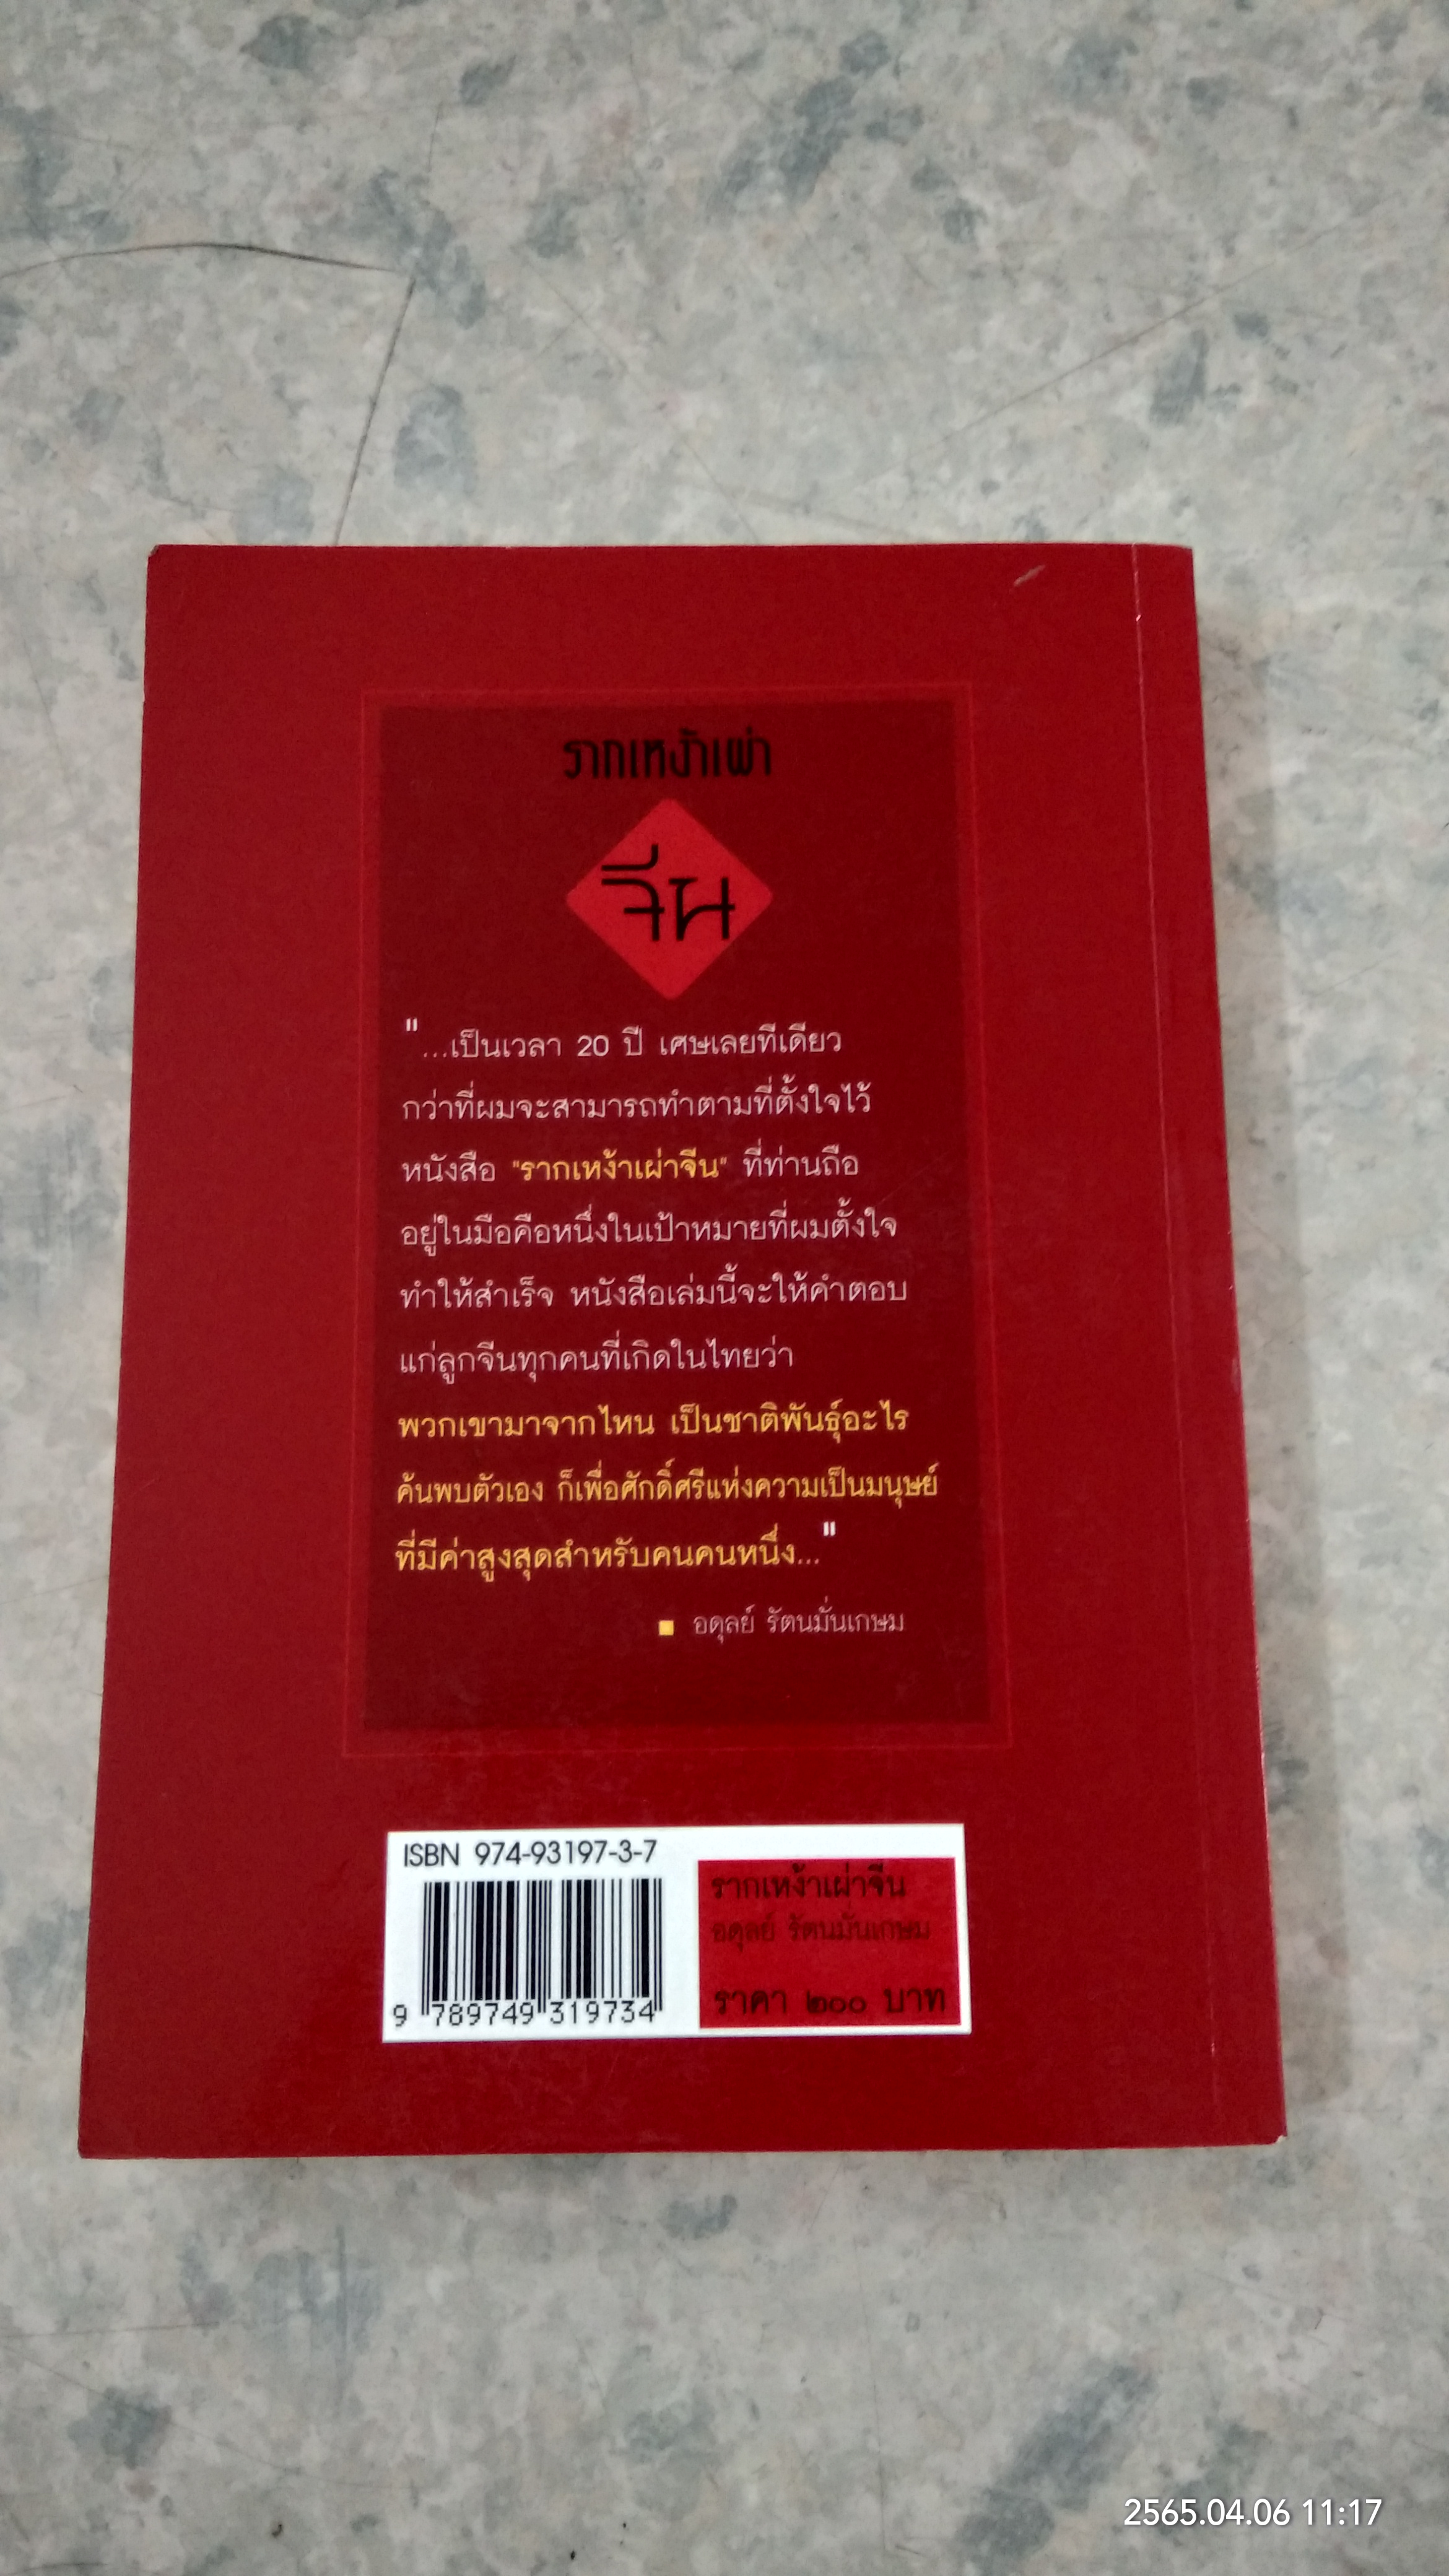 รากเหง้าเผ่า
จีน
"...เป็นเวลา 20 ปี เศษเลยทีเดียว
กว่าที่ผมจะสามารถทำตามที่ตั้งใจไว้
หนังสือ "รากเหง้าเผ่าจีน" ที่ท่านถือ
อยู่ในมือคือหนึ่งในเป้าหมายที่ผมตั้งใจ
ทำให้สำเร็จ หนังสือเล่มนี้จะให้คำตอบ
แก่ลูกจีนทุกคนที่เกิดในไทยว่า
พวกเขามาจากไหน เป็นชาติพันธุ์อะไร
ค้นพบตัวเอง ก็เพื่อศักดิ์ศรีแห่งความเป็นมนุษย์
ที่มีค่าสูงสุดสำหรับคนคนหนึ่ง..."
อดุลย์ รัตนมั่นเกษม
ISBN 974-93197-3-7
9 789749 319734
รากเหง้าเผ่าจีน
อดุลย์ รัตนมั่นเกษม
ราคา ๒๐๐ บาท
2565.04.06 11:17